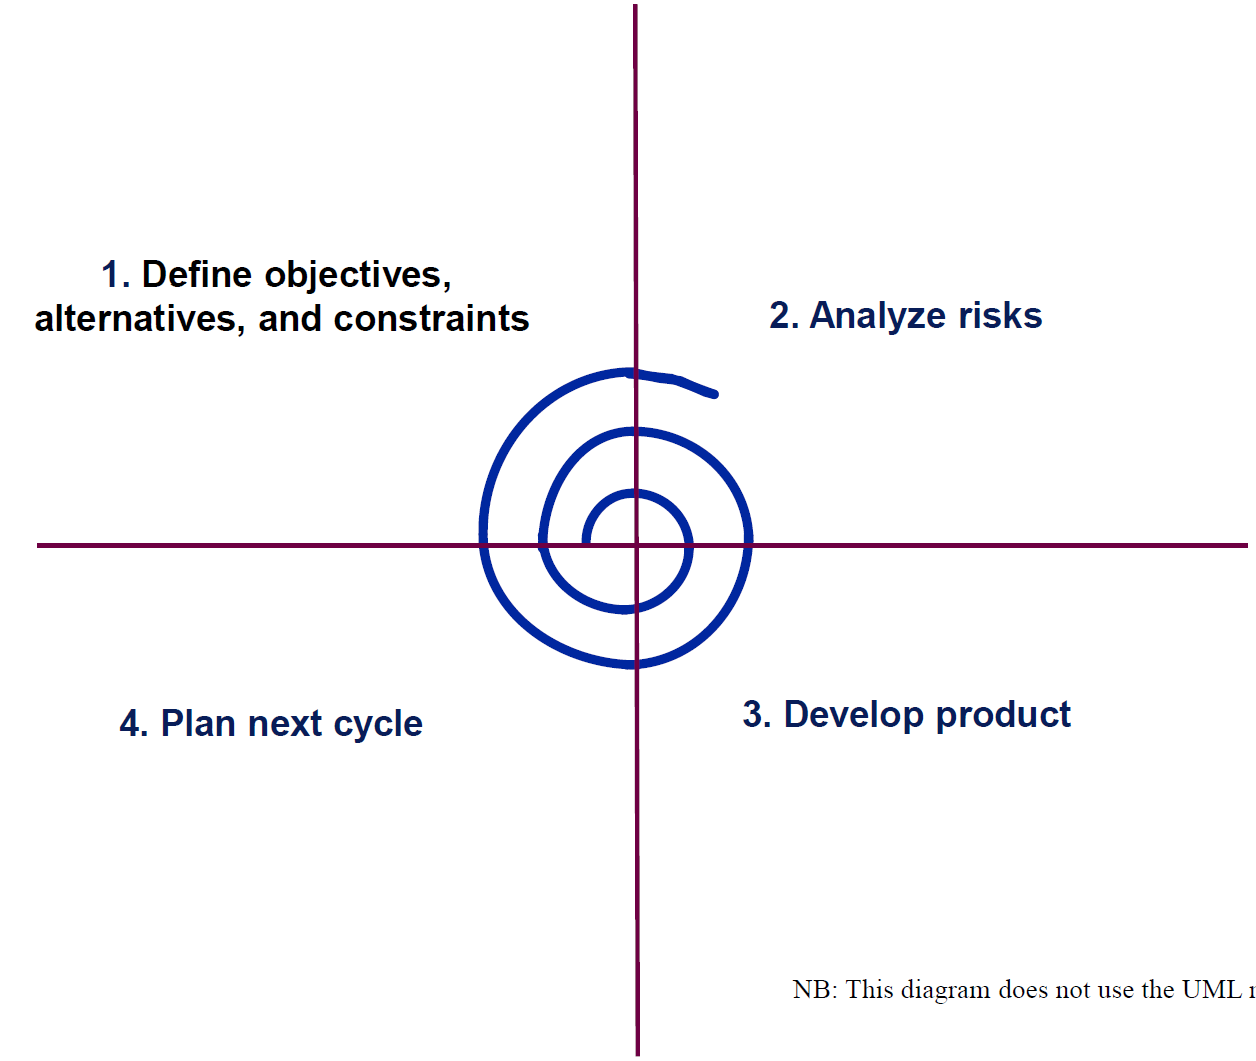 1. Define objectives,
alternatives, and constraints
2. Analyze risks
4. Plan next cycle
3. Develop product
NB: This diagram does not use the UML